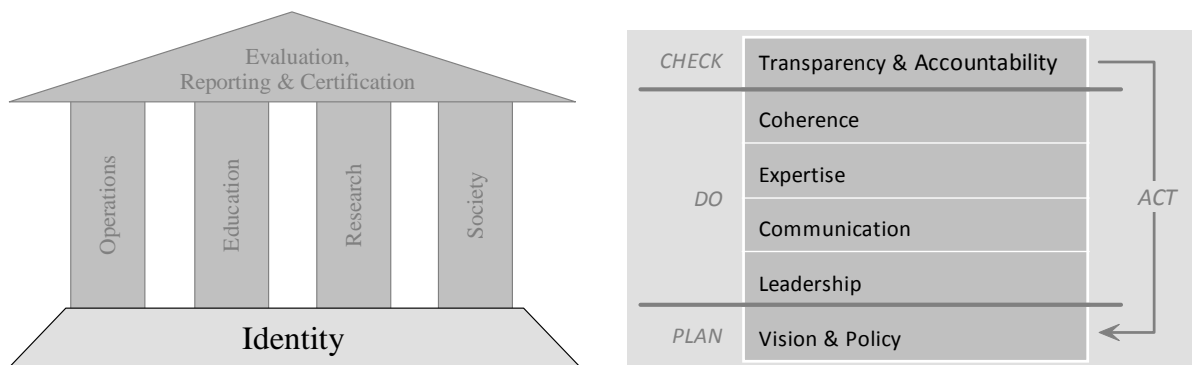 Evaluation,
Reporting & Certification
Operations
Education
Research
Society
Identity
CHECK
Transparency & Accountability
Coherence
Expertise
DO
Communication
Leadership
PLAN
Vision & Policy
ACT